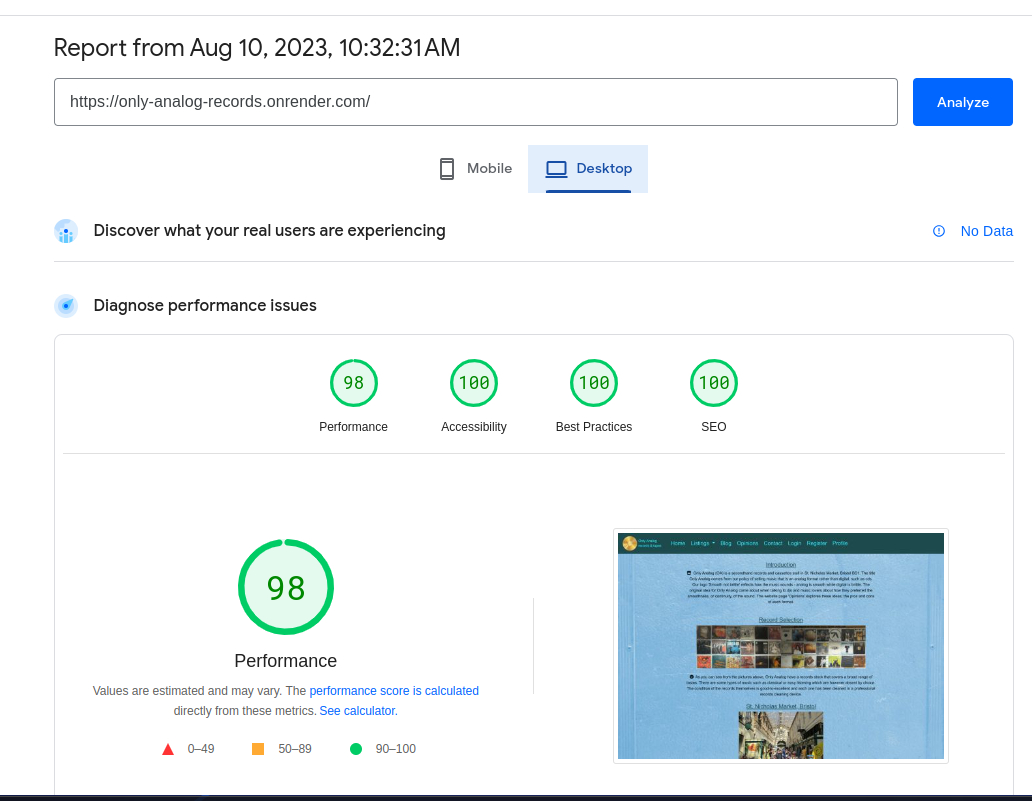 Report from Aug 10, 2023, 10:32:31 AM
https://only-analog-records.onrender.com/
Analyze
Mobile
Desktop
Discover what your real users are experiencing
No Data
Diagnose performance issues
98
100
100
100
Performance
Accessibility
Best Practices
SEO
98
Performance
Values are estimated and may vary. The performance score is calculated
directly from these metrics. See calculator.
0–49
50–89
90–100
Only Analog
Home Listings Blog Opinions Contact Login Register Profile
Introduction
Record Selection
St. Nicholas Market, Bristol